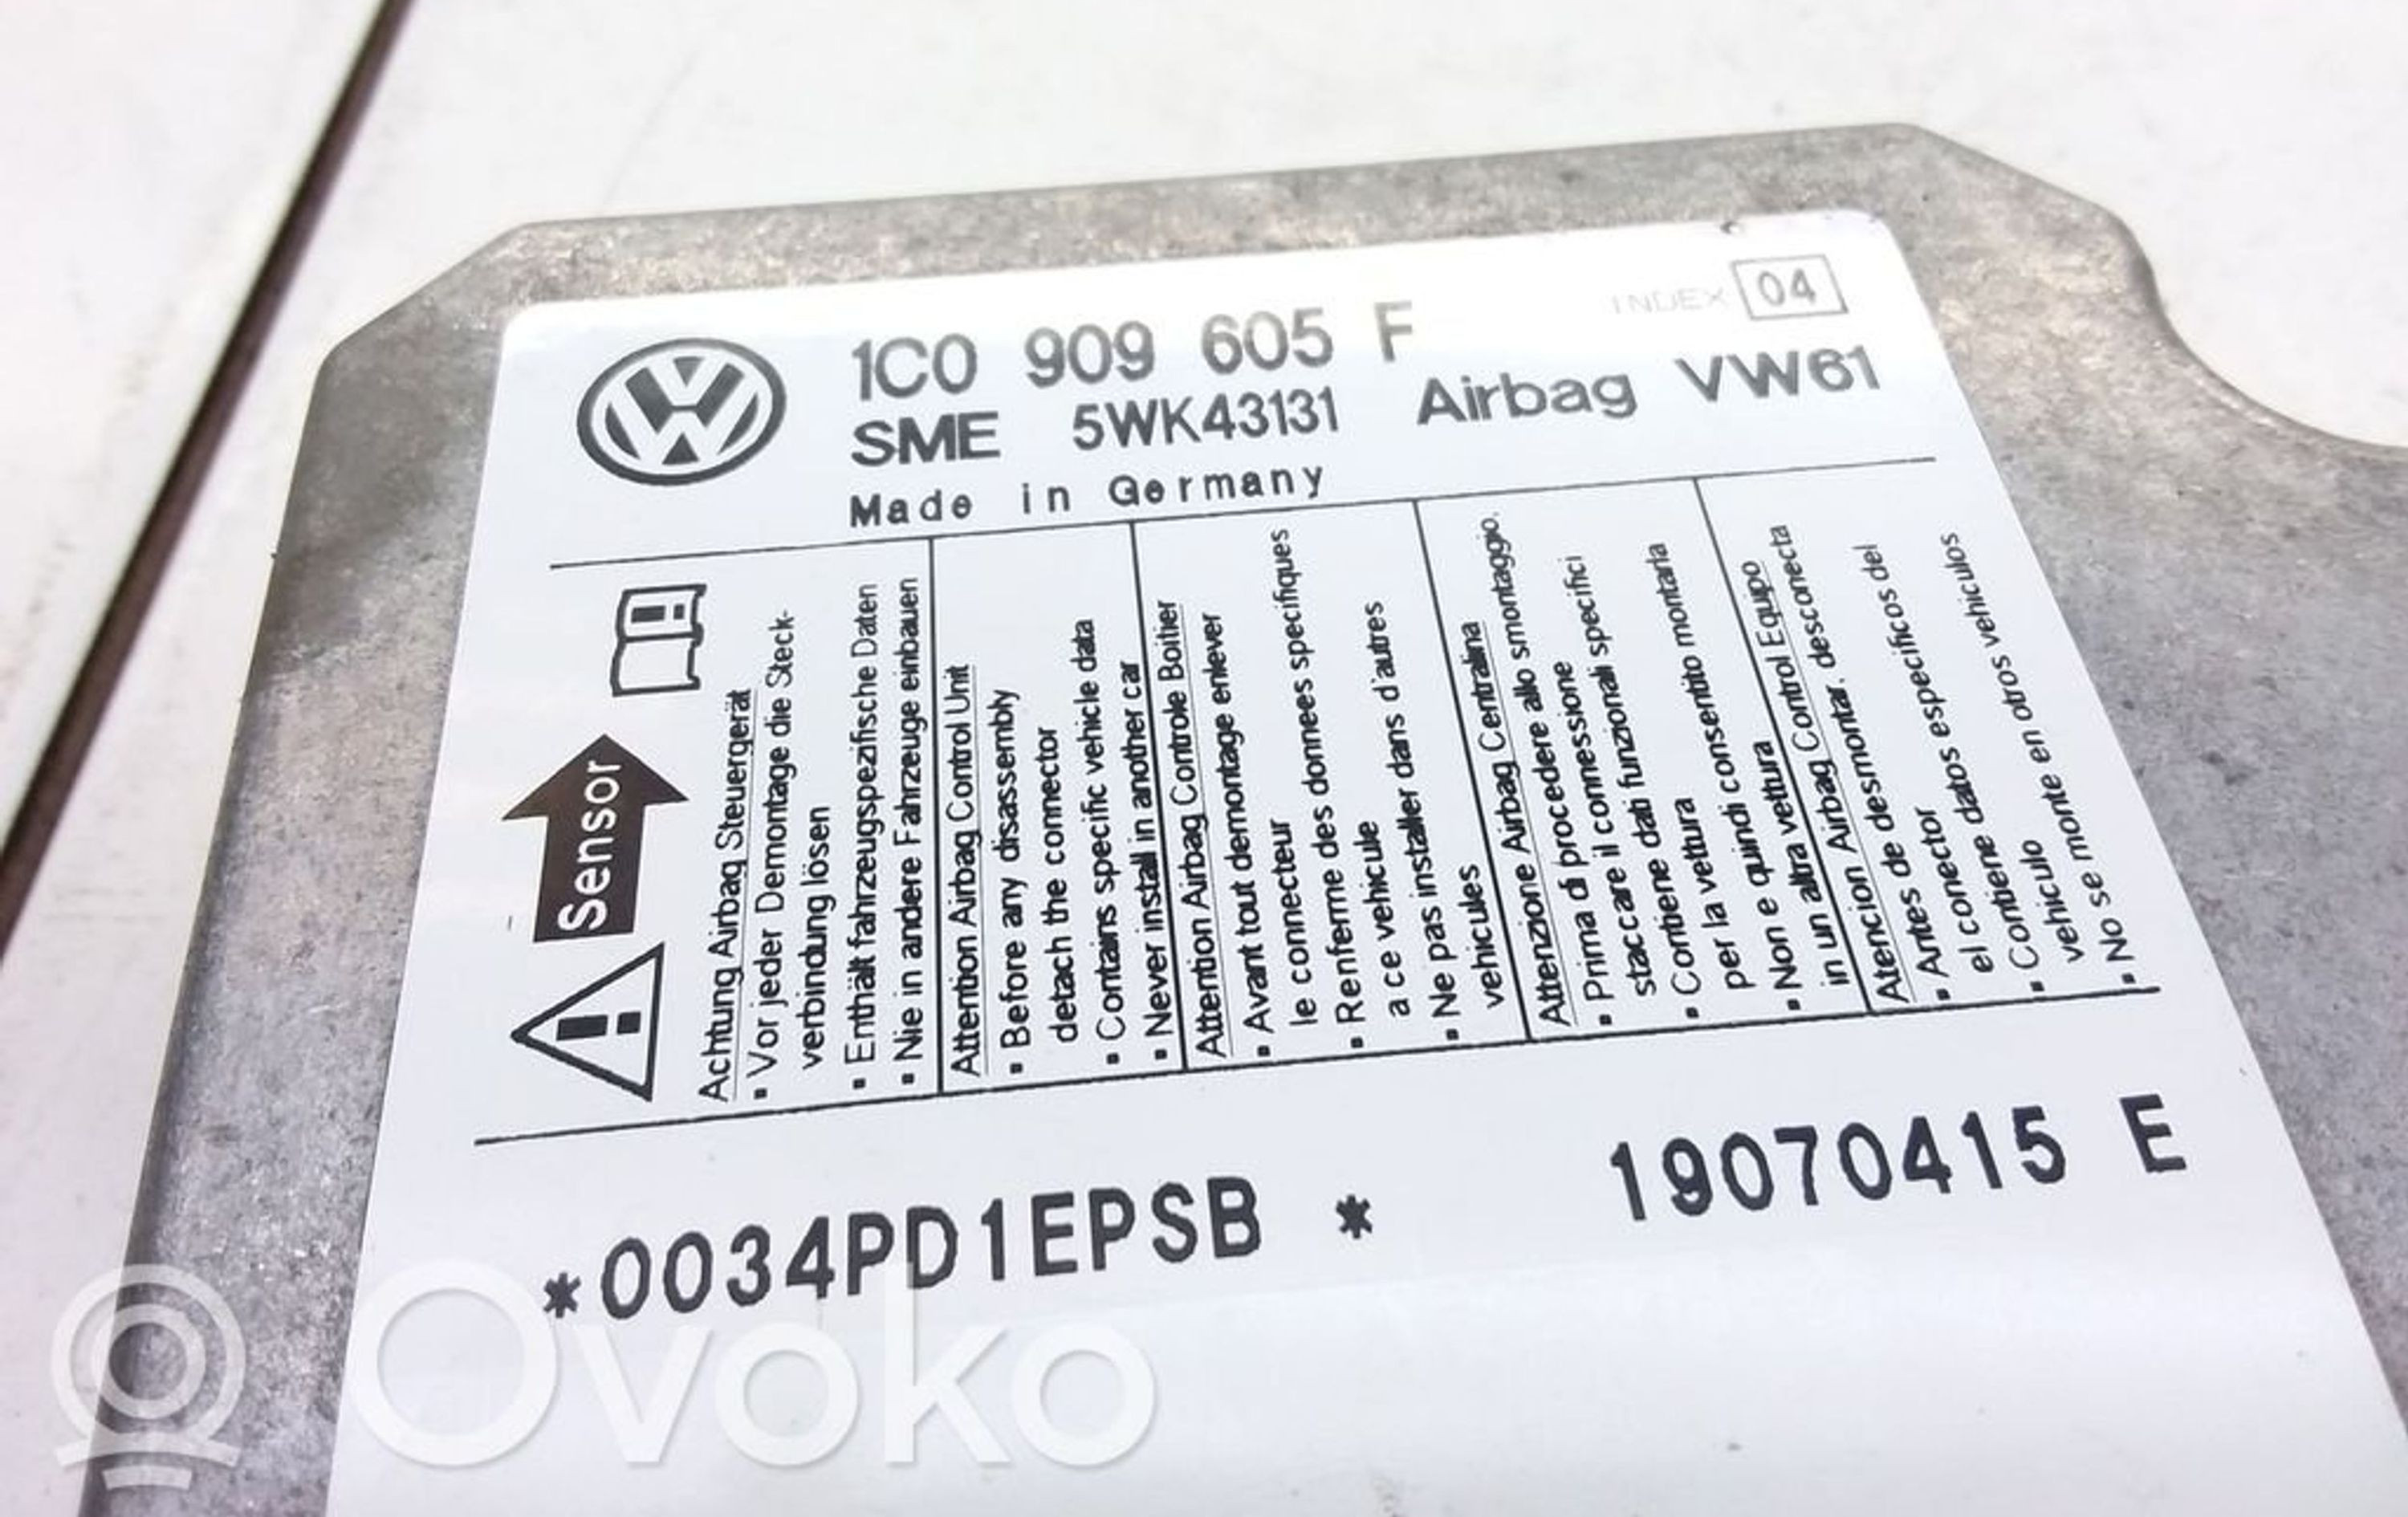 1C0 909 605 F
INDEX 04
SME 5WK43131 Airbag VW61
Made in Germany
Sensor
Achtung Airbag Steuergerät
▪ Vor jeder Demontage die Steck-
verbindung lösen
▪ Enthält fahrzeugspezifische Daten
▪ Nie in andere Fahrzeuge einbauen
Attention Airbag Control Unit
▪ Before any disassembly
detach the connector
▪ Contains specific vehicle data
▪ Never install in another car
Attention Airbag Controle Boitier
▪ Avant tout demontage enlever
le connecteur
▪ Renferme des donnees specifiques
a ce vehicule
▪ Ne pas installer dans d'autres
vehicules
Attenzione Airbag Centralina
▪ Prima di procedere allo smontaggio.
staccare il connessione
▪ Contiene dati funzionali specifici
per la vettura
▪ Non e quindi consentito montarla
in un altra vettura
Atencion Airbag Control Equipo
▪ Antes de desmontar, desconecta
el conector
▪ Contiene datos especificos del
vehiculo
▪ No se monte en otros vehiculos
*0034PD1EPSB * 19070415 E
Ovoko